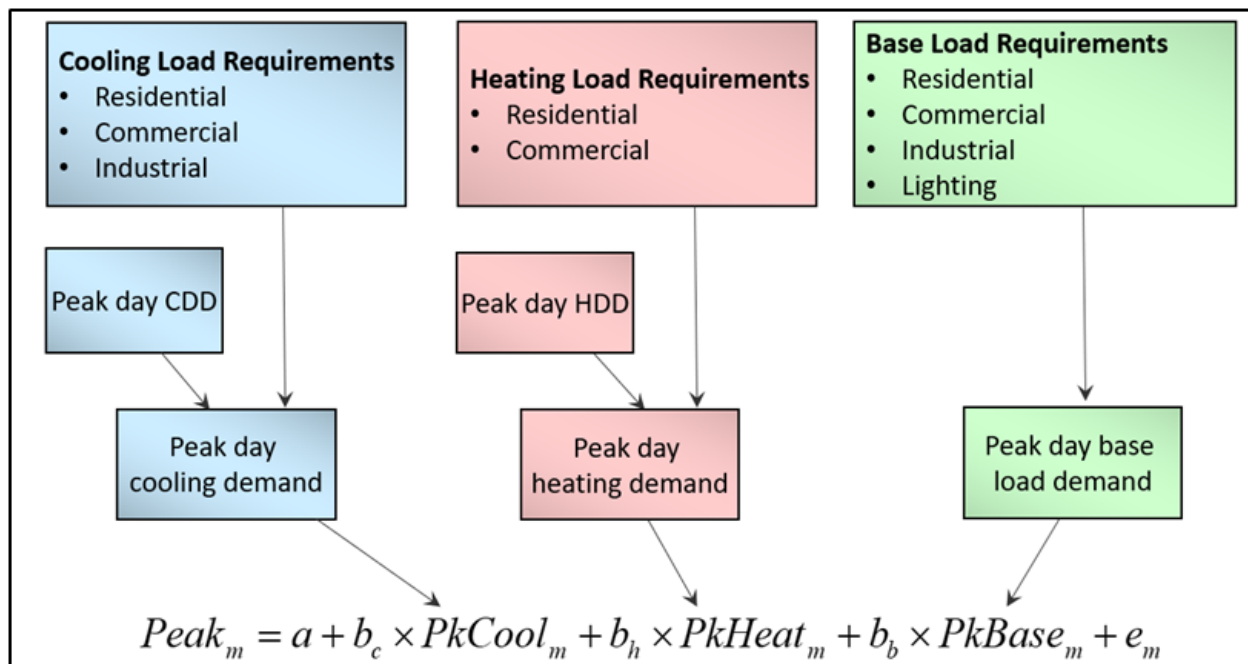 Cooling Load Requirements
• Residential
• Commercial
• Industrial
Heating Load Requirements
• Residential
• Commercial
Base Load Requirements
• Residential
• Commercial
• Industrial
• Lighting
Peak day CDD
Peak day HDD
Peak day
cooling demand
Peak day
heating demand
Peak day base
load demand
Peak_m = a + b_c × PkCool_m + b_h × PkHeat_m + b_b × PkBase_m + e_m